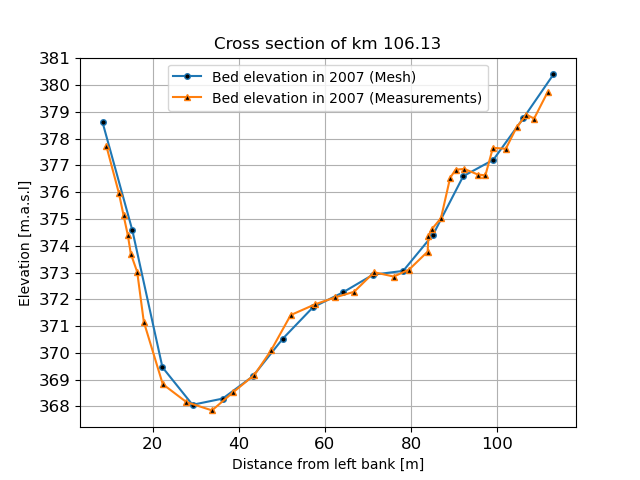 Cross section of km 106.13
Bed elevation in 2007 (Mesh)
Bed elevation in 2007 (Measurements)
Elevation [m.a.s.l]
381
380
379
378
377
376
375
374
373
372
371
370
369
368
20 40 60 80 100
Distance from left bank [m]